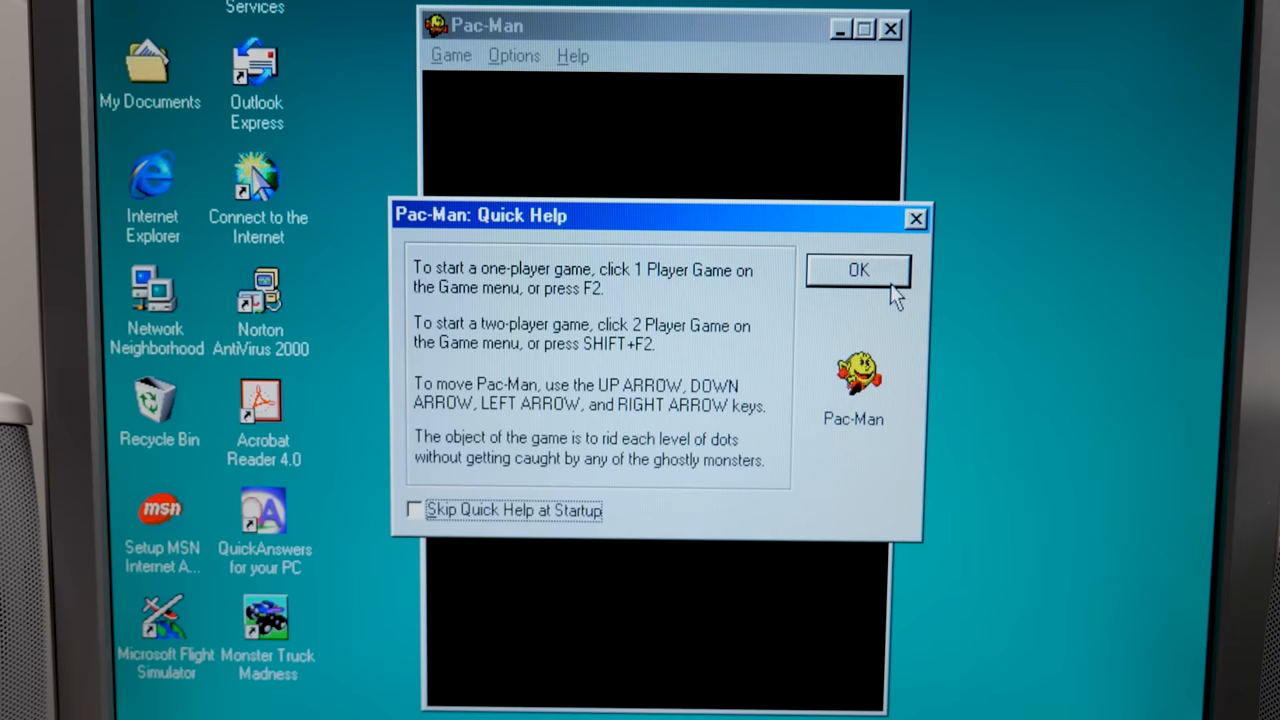 Services
My Documents
Outlook
Express
Internet
Explorer
Connect to the
Internet
Network
Neighborhood
Norton
AntiVirus 2000
Recycle Bin
Acrobat
Reader 4.0
msn
Setup MSN
Internet A...
QuickAnswers
for your PC
Microsoft Flight
Simulator
Monster Truck
Madness
Pac-Man
Game Options Help
Pac-Man: Quick Help
To start a one-player game, click 1 Player Game on
the Game menu, or press F2.
To start a two-player game, click 2 Player Game on
the Game menu, or press SHIFT+F2.
To move Pac-Man, use the UP ARROW, DOWN
ARROW, LEFT ARROW, and RIGHT ARROW keys.
The object of the game is to rid each level of dots
without getting caught by any of the ghostly monsters.
OK
Pac-Man
Skip Quick Help at Startup